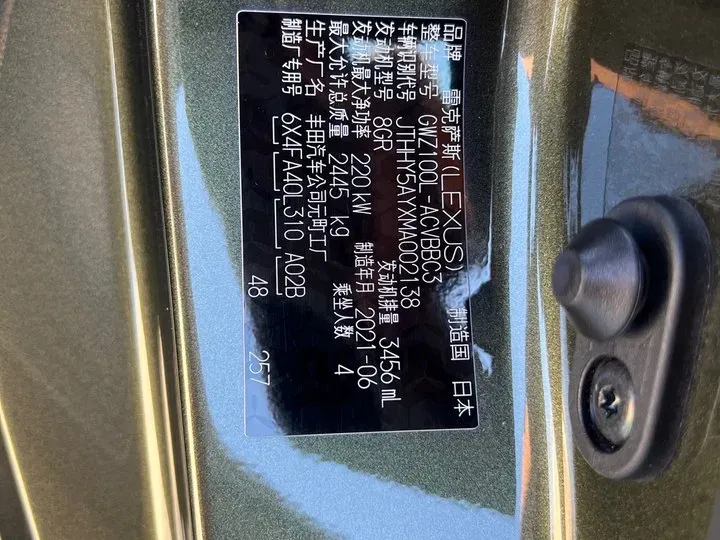 品牌 雷克萨斯(LEXUS) 制造国 日本
整车型号 GWZ100L-ACVBBC3
车辆识别代号 JTHHY5AYXMA002138
发动机型号 8GR 发动机排量 3456 mL
发动机最大净功率 220 kW 制造年月 2021-06
最大允许总质量 2445 kg 乘坐人数 4
生产厂名 丰田汽车公司元町工厂
制造厂专用号 6X4FA40L310 A02B 48 257